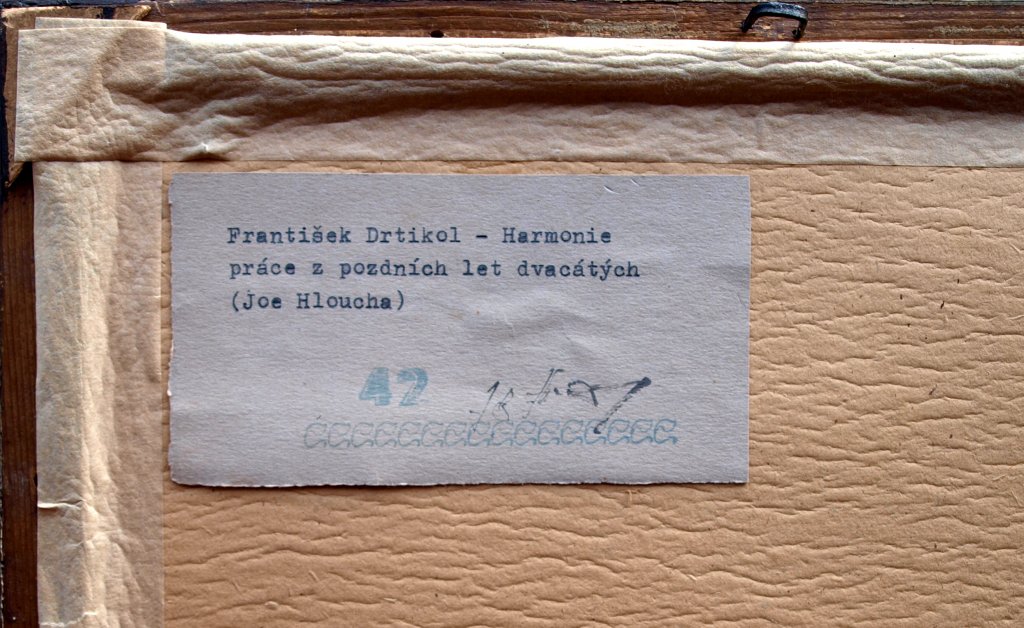 František Drtikol - Harmonie
práce z pozdních let dvacátých
(Joe Hloucha)
42